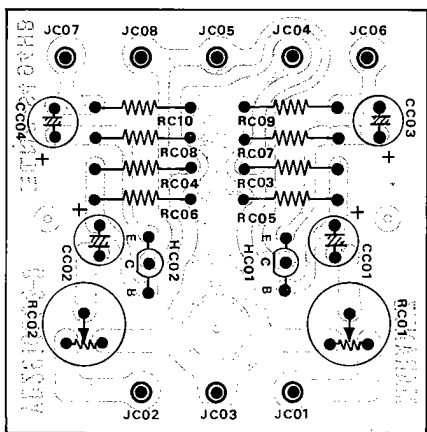 JC07 JC08 JC05 JC04 JC06
CC04
CC03
RC10 RC09
RC08 RC07
RC04 RC03
RC06 RC05
+ +
+ +
E E
C C
B B
HC02
HC01
CC02
CC01
RC02
RC01
JC02 JC03 JC01